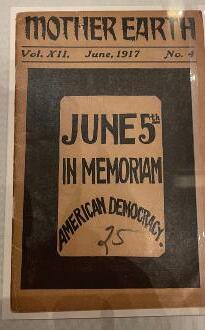 MOTHER EARTH
Vol. XII. June, 1917 No. 4
JUNE 5th
IN MEMORIAM
AMERICAN DEMOCRACY.
25